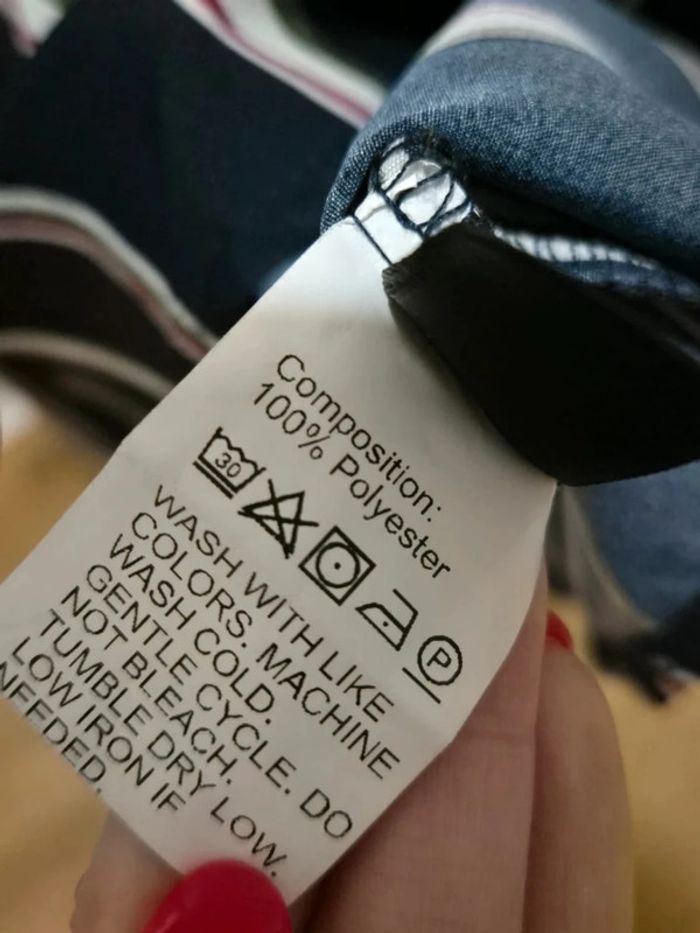 Composition:
100% Polyester
30 P
WASH WITH LIKE
COLORS. MACHINE
WASH COLD.
GENTLE CYCLE. DO
NOT BLEACH.
TUMBLE DRY LOW.
LOW IRON IF
NEEDED.